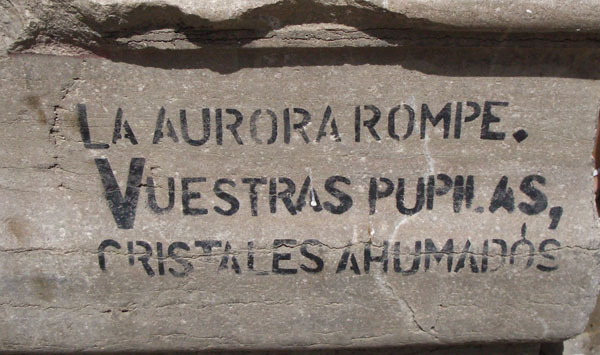 LA AURORA ROMPE.
VUESTRAS PUPILAS,
CRISTALES AHUMADOS